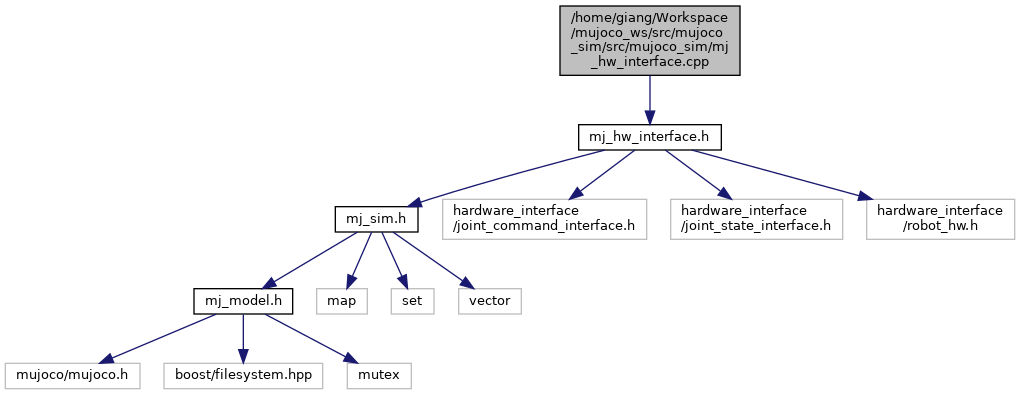 /home/giang/Workspace
/mujoco_ws/src/mujoco
_sim/src/mujoco_sim/mj
_hw_interface.cpp
mj_hw_interface.h
mj_sim.h
hardware_interface
/joint_command_interface.h
hardware_interface
/joint_state_interface.h
hardware_interface
/robot_hw.h
mj_model.h
map
set
vector
mujoco/mujoco.h
boost/filesystem.hpp
mutex